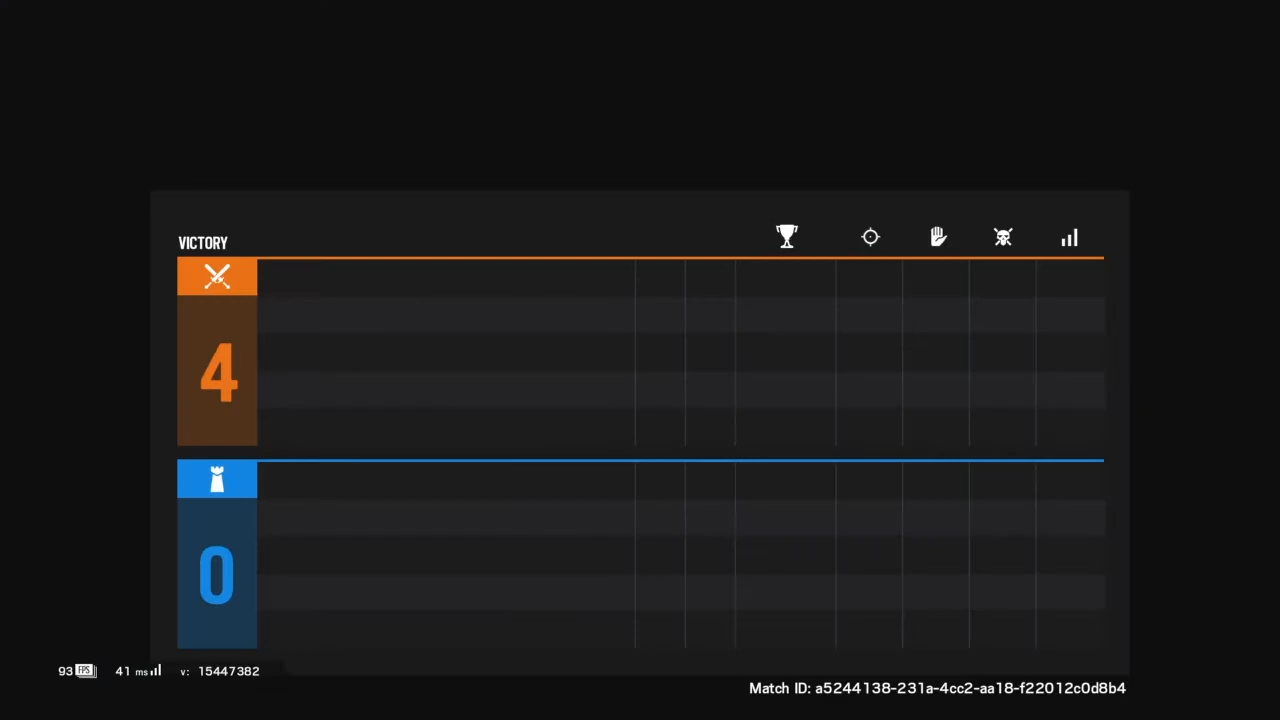 VICTORY
4
0
93 FPS 41 ms v: 15447382
Match ID: a5244138-231a-4cc2-aa18-f22012c0d8b4